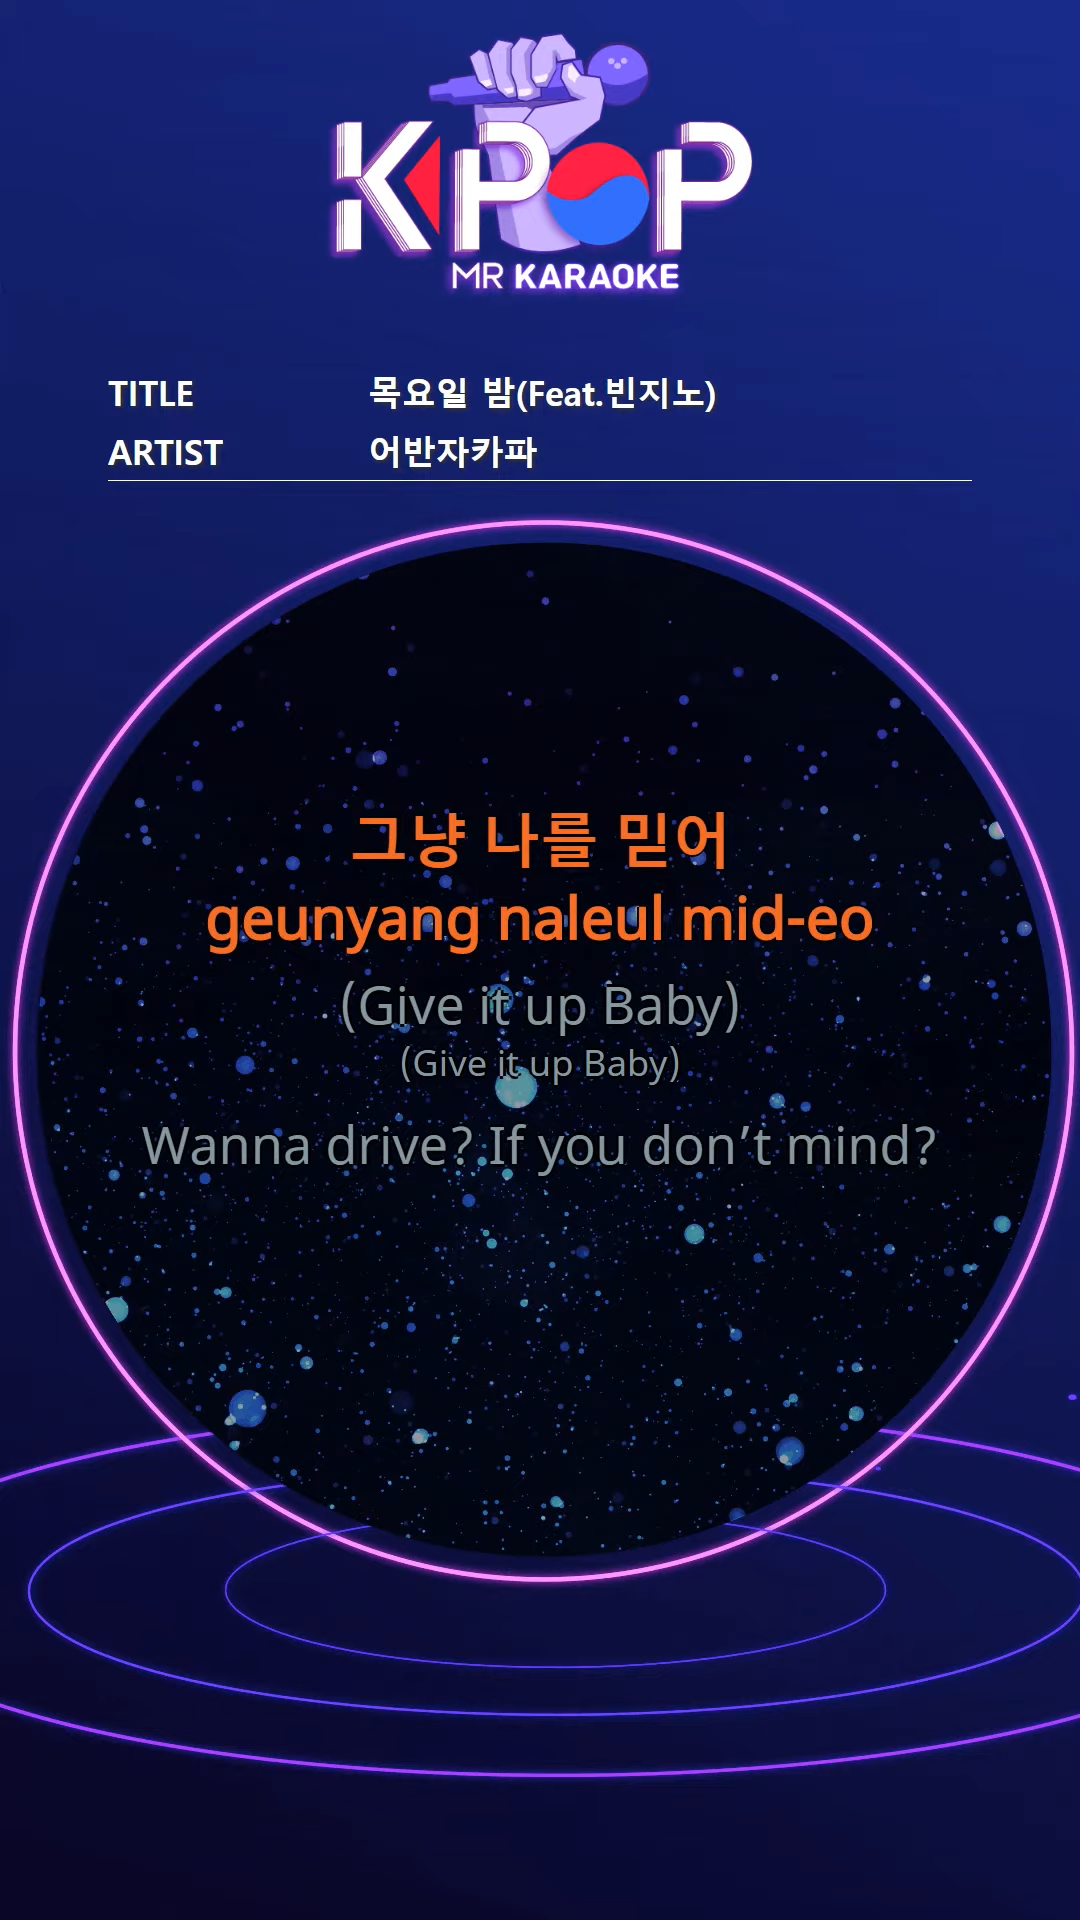 KPOP
MR KARAOKE
TITLE 목요일 밤(Feat.빈지노)
ARTIST 어반자카파
그냥 나를 믿어
geunyang naleul mid-eo
(Give it up Baby)
(Give it up Baby)
Wanna drive? If you don’t mind?